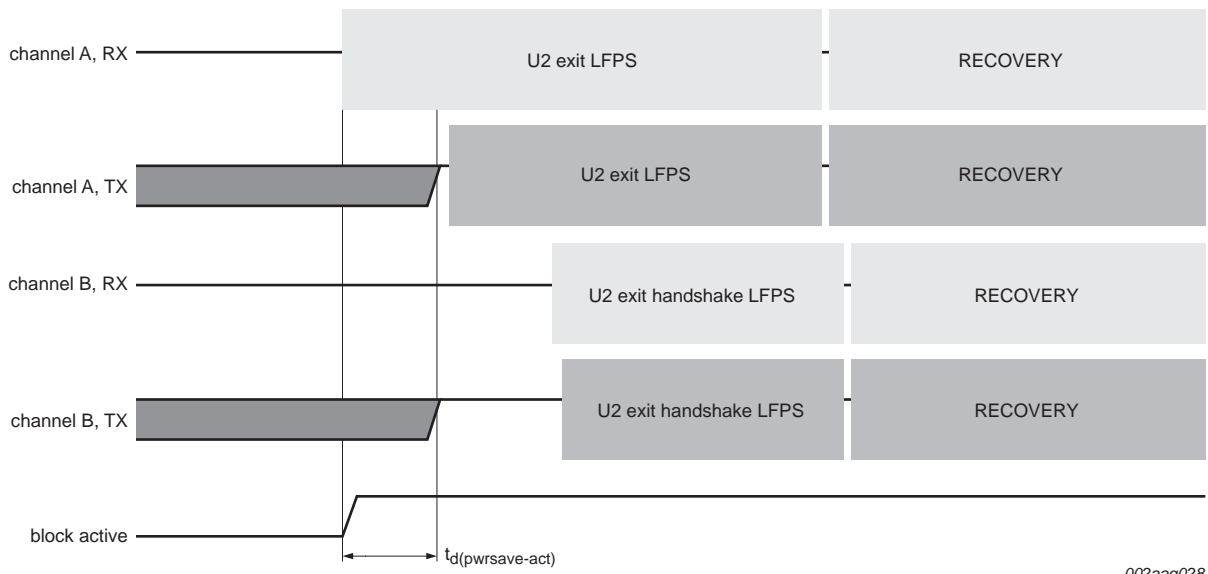 channel A, RX
U2 exit LFPS
RECOVERY
channel A, TX
U2 exit LFPS
RECOVERY
channel B, RX
U2 exit handshake LFPS
RECOVERY
channel B, TX
U2 exit handshake LFPS
RECOVERY
block active
td(pwrsave-act)
002aag028